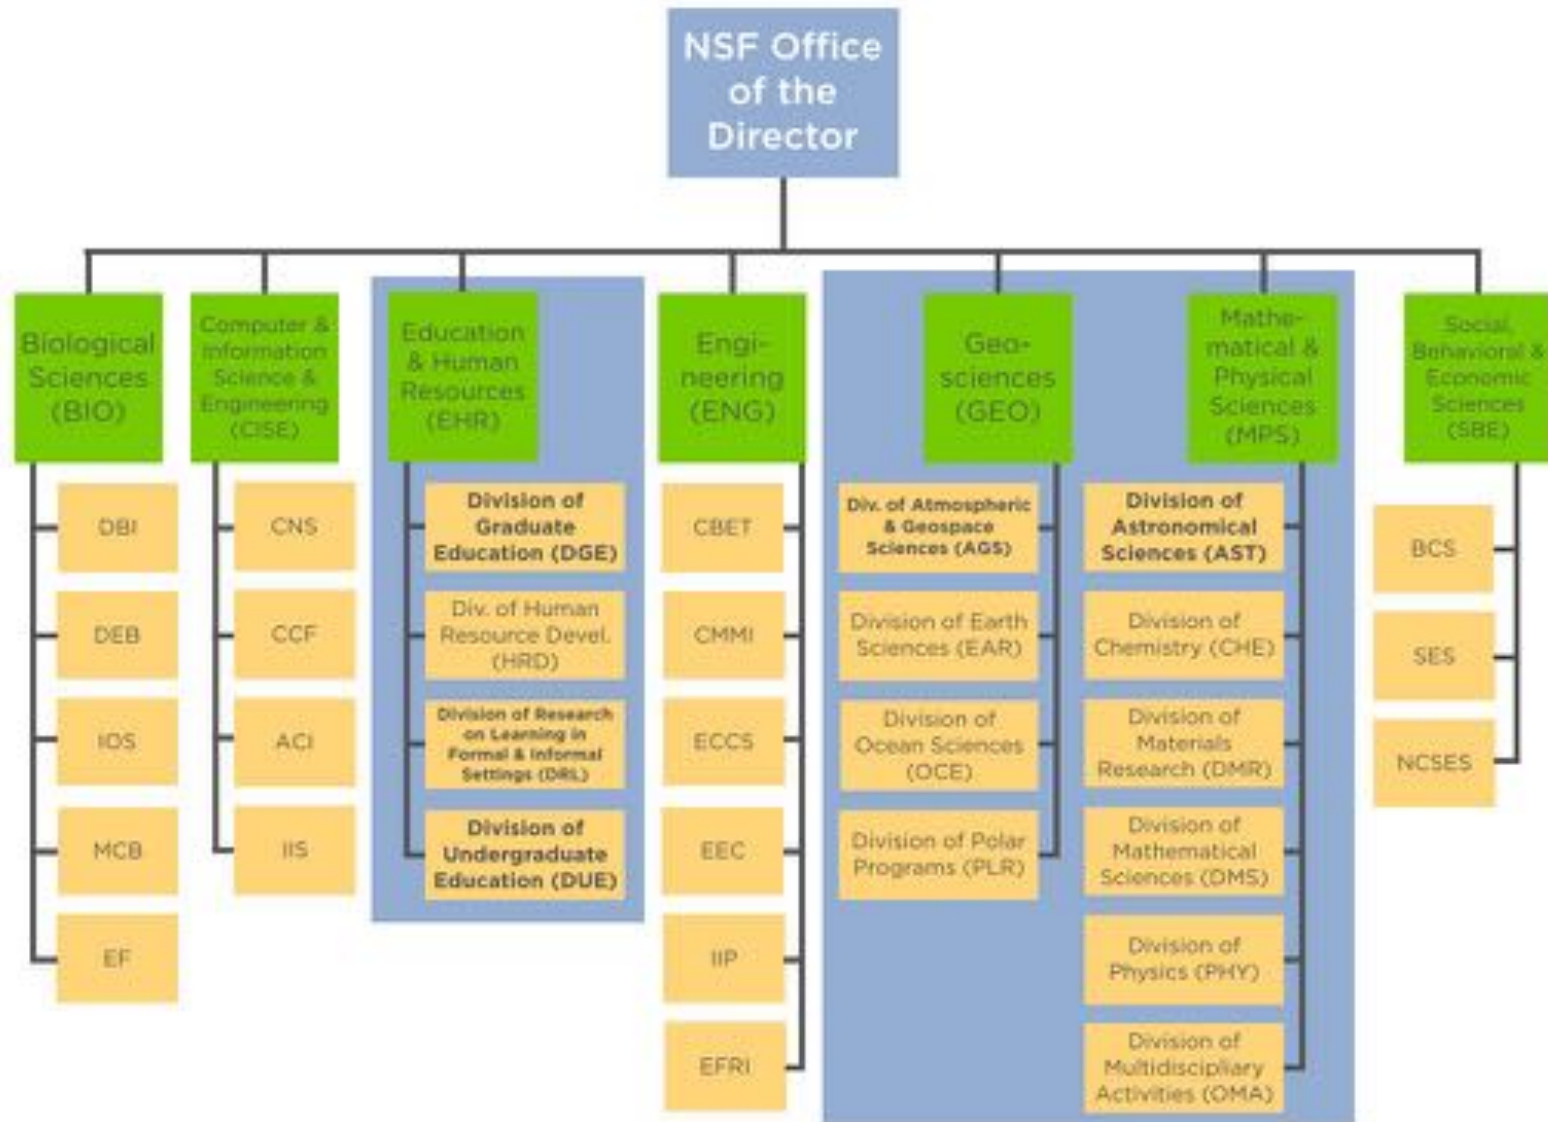 NSF Office
of the
Director
Biological
Sciences
(BIO)
Computer &
Information
Science &
Engineering
(CISE)
Education
& Human
Resources
(EHR)
Engi-
neering
(ENG)
Geo-
sciences
(GEO)
Mathe-
matical &
Physical
Sciences
(MPS)
Social,
Behavioral &
Economic
Sciences
(SBE)
DBI
DEB
IOS
MCB
EF
CNS
CCF
ACI
IIS
Division of
Graduate
Education (DGE)
Div. of Human
Resource Devel.
(HRD)
Division of Research
on Learning in
Formal & Informal
Settings (DRL)
Division of
Undergraduate
Education (DUE)
CBET
CMMI
ECCS
EEC
IIP
EFRI
Div. of Atmospheric
& Geospace
Sciences (AGS)
Division of Earth
Sciences (EAR)
Division of
Ocean Sciences
(OCE)
Division of Polar
Programs (PLR)
Division of
Astronomical
Sciences (AST)
Division of
Chemistry (CHE)
Division of
Materials
Research (DMR)
Division of
Mathematical
Sciences (DMS)
Division of
Physics (PHY)
Division of
Multidiscipliary
Activities (OMA)
BCS
SES
NCSES